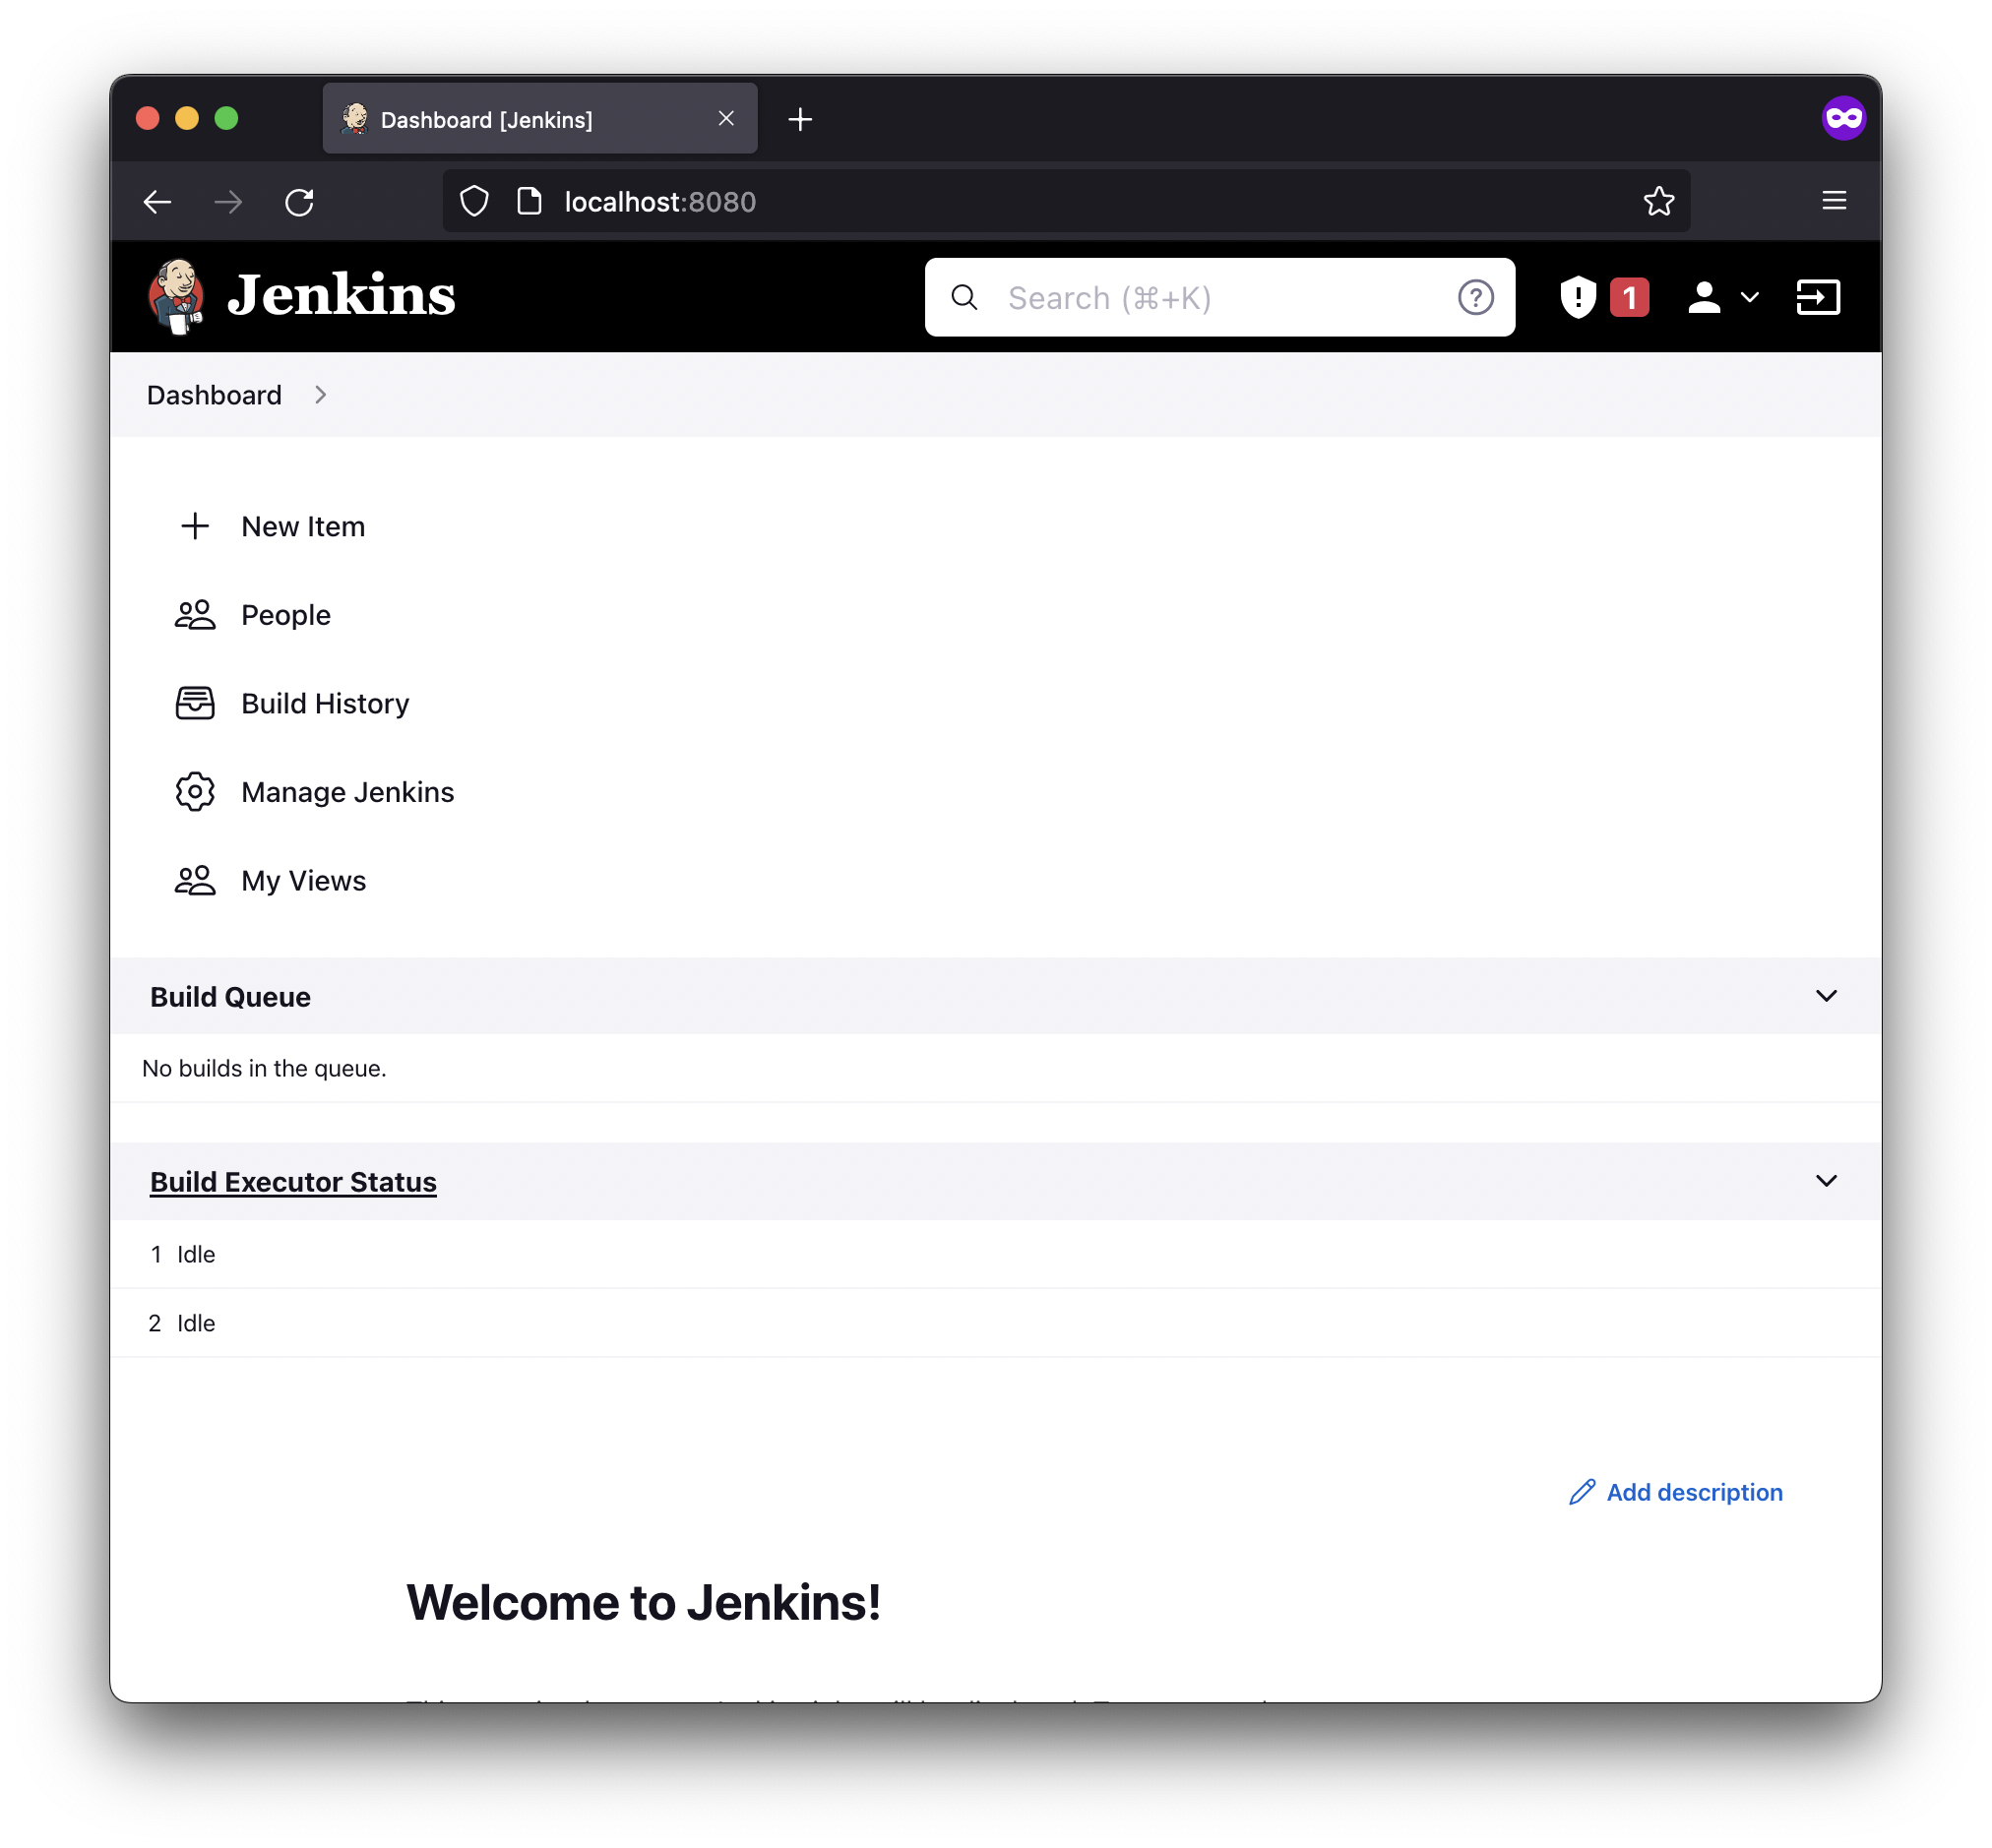 Dashboard [Jenkins]
localhost:8080
Jenkins
Search (⌘+K)
1
Dashboard
New Item
People
Build History
Manage Jenkins
My Views
Build Queue
No builds in the queue.
Build Executor Status
1 Idle
2 Idle
Add description
Welcome to Jenkins!